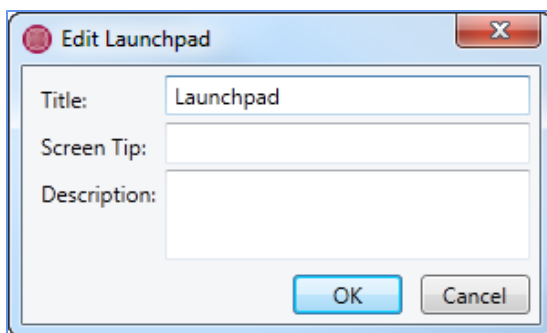 Edit Launchpad
Title: Launchpad
Screen Tip:
Description:
OK Cancel